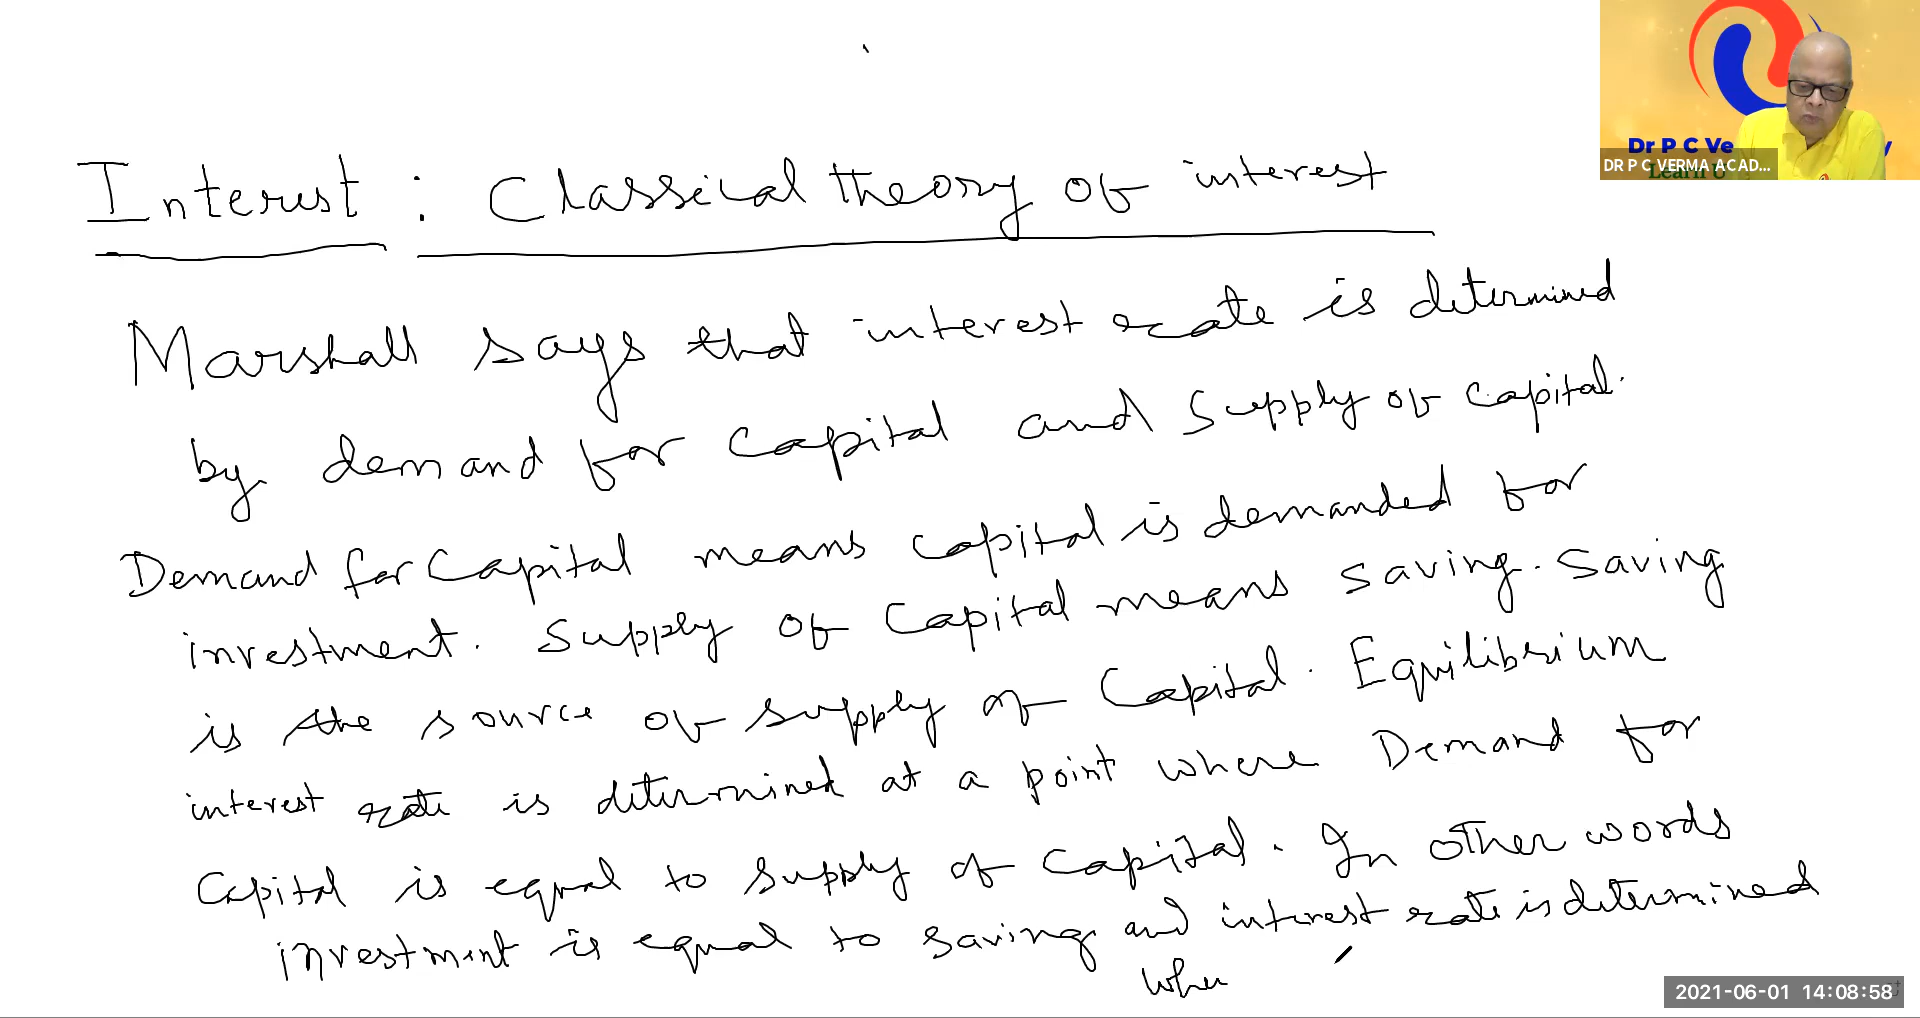 Dr P C Ve
y
DR P C VERMA ACAD...
Learn U
Interest : Classical theory of interest
Marshall says that interest rate is determined
by demand for capital and supply of capital.
Demand for Capital means capital is demanded for
investment. Supply of Capital means saving. Saving
is the source of supply of Capital. Equilibrium
interest rate is determined at a point where Demand for
Capital is equal to supply of Capital. In other words
investment is equal to saving and interest rate is determined
wher
2021-06-01 14:08:58